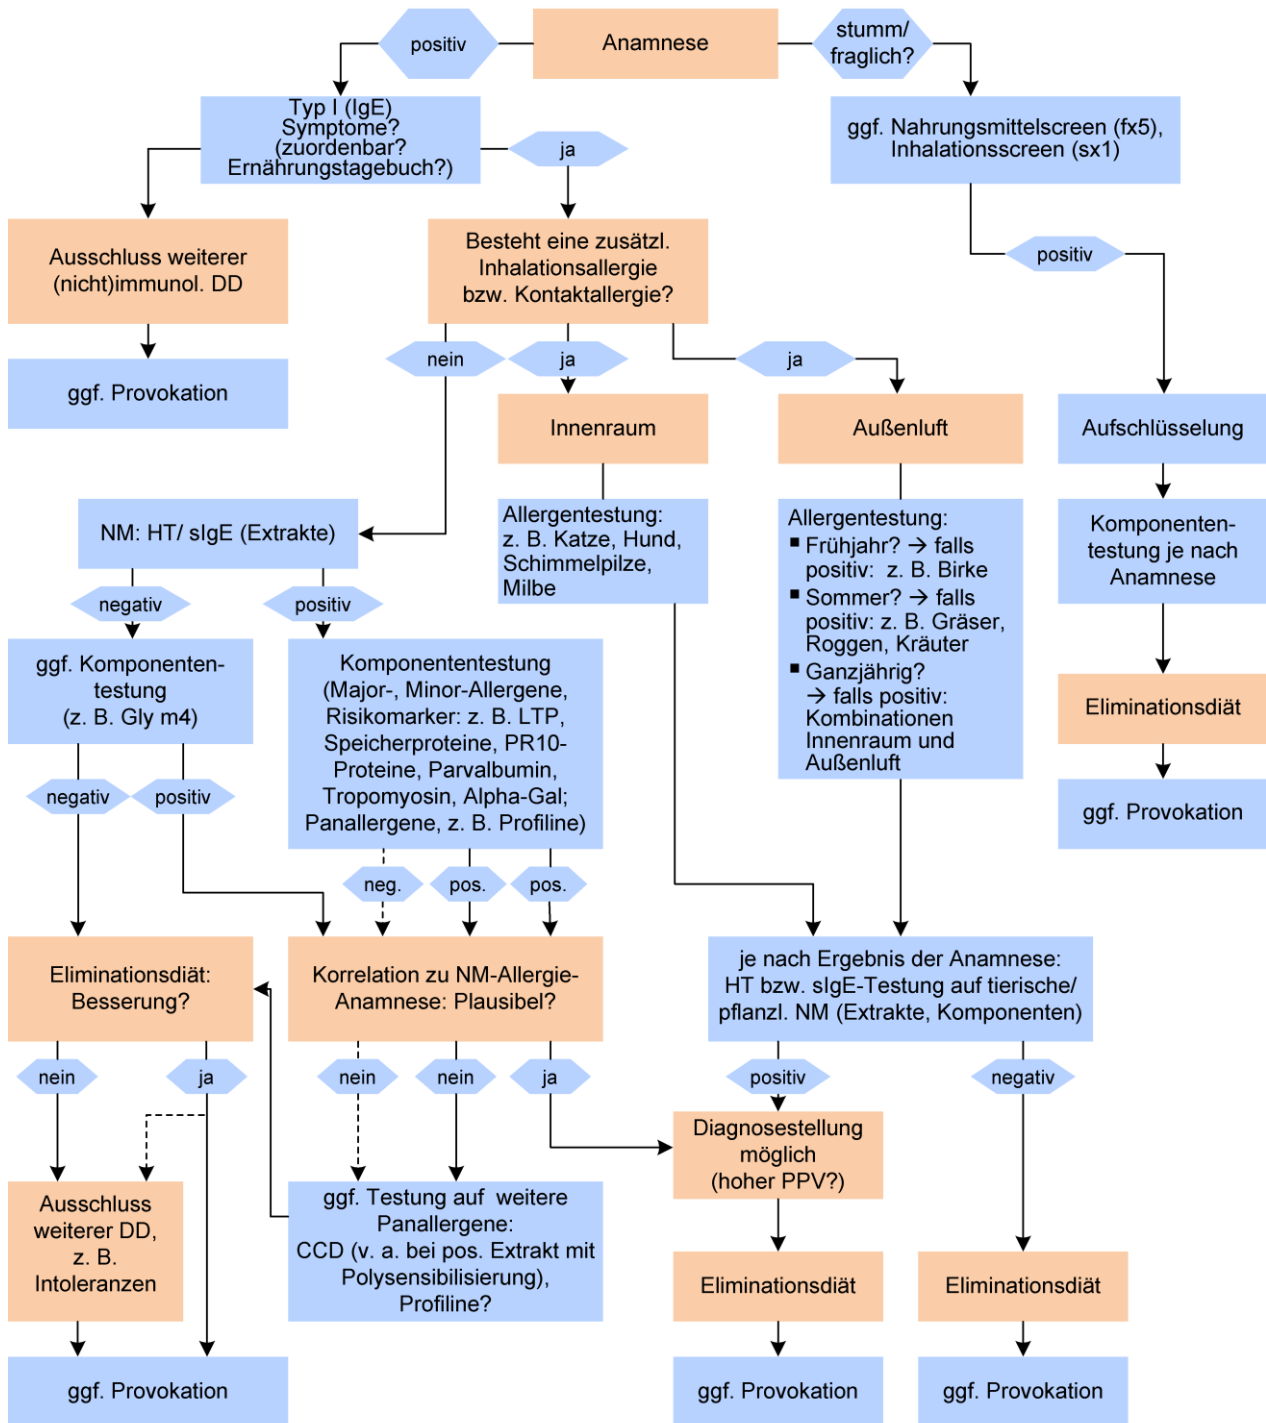 positiv
Anamnese
stumm/
fraglich?
Typ I (IgE)
Symptome?
(zuordenbar?
Ernährungstagebuch?)
ja
ggf. Nahrungsmittelscreen (fx5),
Inhalationsscreen (sx1)
Ausschluss weiterer
(nicht)immunol. DD
Besteht eine zusätzl.
Inhalationsallergie
bzw. Kontaktallergie?
positiv
ggf. Provokation
nein
ja
ja
Innenraum
Außenluft
Aufschlüsselung
NM: HT/ sIgE (Extrakte)
Allergentestung:
z. B. Katze, Hund,
Schimmelpilze,
Milbe
Allergentestung:
▪ Frühjahr? → falls
positiv: z. B. Birke
▪ Sommer? → falls
positiv: z. B. Gräser,
Roggen, Kräuter
▪ Ganzjährig?
→ falls positiv:
Kombinationen
Innenraum und
Außenluft
Komponenten-
testung je nach
Anamnese
negativ
positiv
ggf. Komponenten-
testung
(z. B. Gly m4)
Komponententestung
(Major-, Minor-Allergene,
Risikomarker: z. B. LTP,
Speicherproteine, PR10-
Proteine, Parvalbumin,
Tropomyosin, Alpha-Gal;
Panallergene, z. B. Profiline)
Eliminationsdiät
negativ
positiv
ggf. Provokation
neg.
pos.
pos.
Eliminationsdiät:
Besserung?
Korrelation zu NM-Allergie-
Anamnese: Plausibel?
je nach Ergebnis der Anamnese:
HT bzw. sIgE-Testung auf tierische/
pflanzl. NM (Extrakte, Komponenten)
nein
ja
nein
nein
ja
positiv
negativ
Diagnosestellung
möglich
(hoher PPV?)
Ausschluss
weiterer DD,
z. B.
Intoleranzen
ggf. Testung auf weitere
Panallergene:
CCD (v. a. bei pos. Extrakt mit
Polysensibilisierung),
Profiline?
Eliminationsdiät
Eliminationsdiät
ggf. Provokation
ggf. Provokation
ggf. Provokation